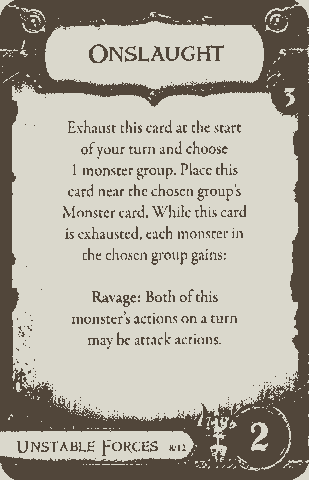 ONSLAUGHT
3
Exhaust this card at the start
of your turn and choose
1 monster group. Place this
card near the chosen group's
Monster card. While this card
is exhausted, each monster in
the chosen group gains:
Ravage: Both of this
monster's actions on a turn
may be attack actions.
UNSTABLE FORCES 8/12
2